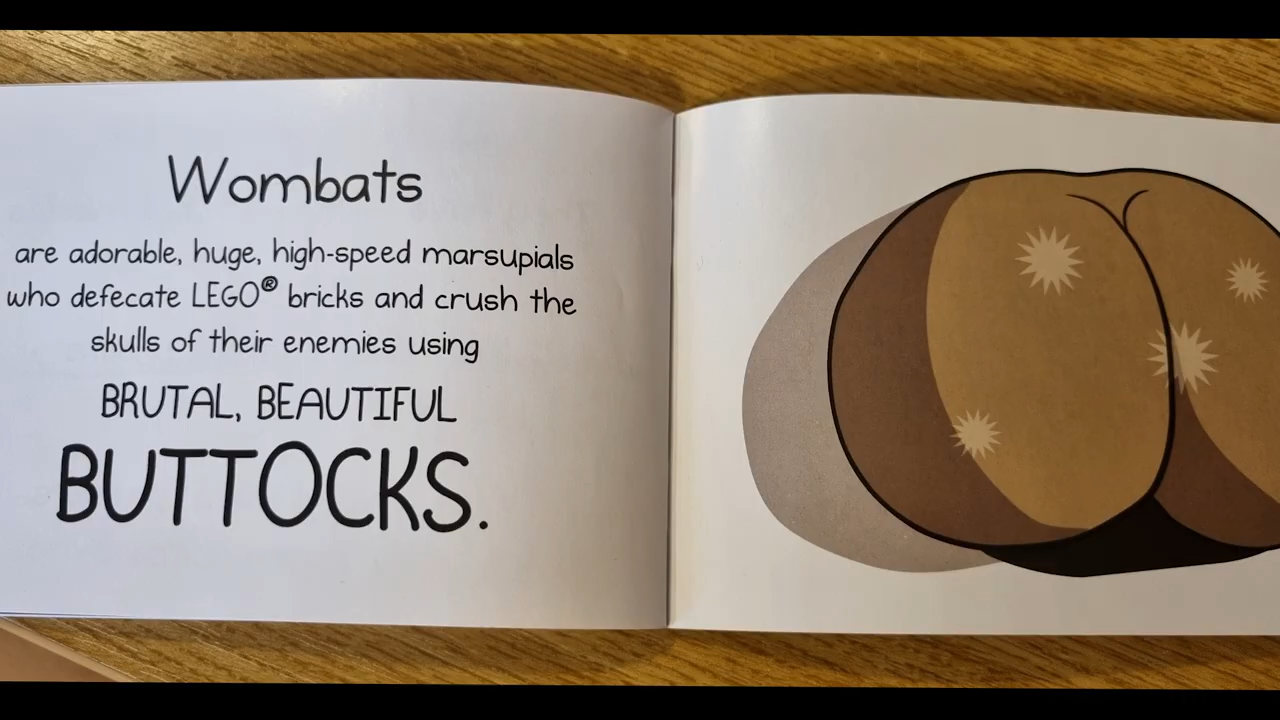 Wombats
are adorable, huge, high-speed marsupials
who defecate LEGO® bricks and crush the
skulls of their enemies using
BRUTAL, BEAUTIFUL
BUTTOCKS.